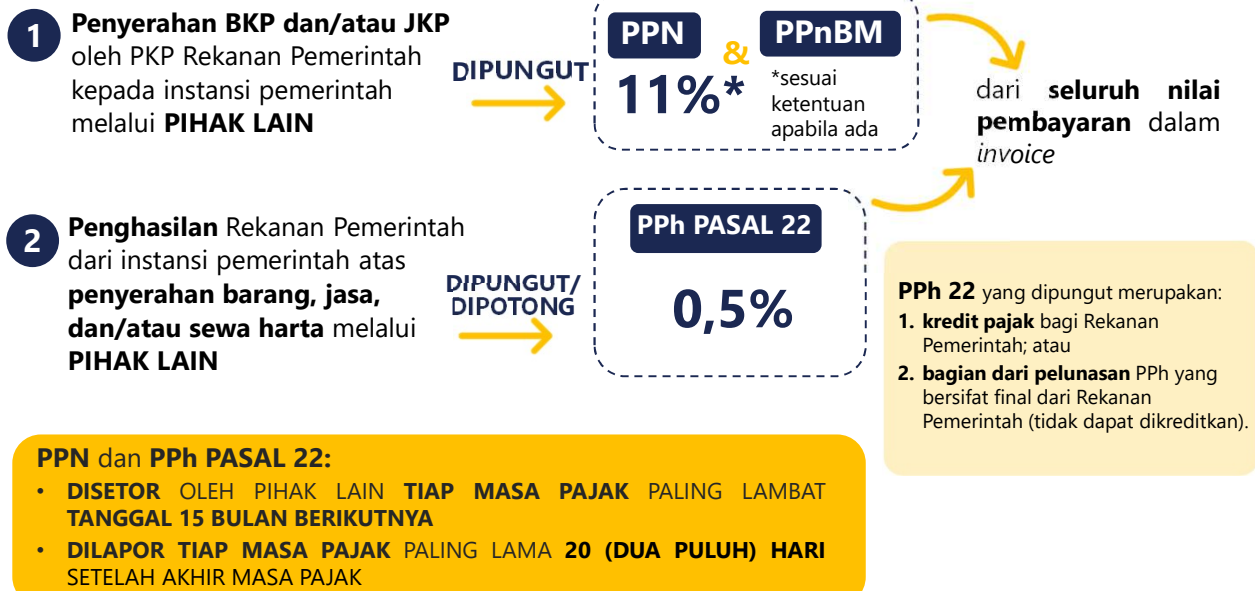 1
Penyerahan BKP dan/atau JKP
oleh PKP Rekanan Pemerintah
kepada instansi pemerintah
melalui PIHAK LAIN
DIPUNGUT
PPN
&
PPnBM
11%*
*sesuai
ketentuan
apabila ada
dari seluruh nilai
pembayaran dalam
invoice
2
Penghasilan Rekanan Pemerintah
dari instansi pemerintah atas
penyerahan barang, jasa,
dan/atau sewa harta melalui
PIHAK LAIN
DIPUNGUT/
DIPOTONG
PPh PASAL 22
0,5%
PPh 22 yang dipungut merupakan:
1. kredit pajak bagi Rekanan
Pemerintah; atau
2. bagian dari pelunasan PPh yang
bersifat final dari Rekanan
Pemerintah (tidak dapat dikreditkan).
PPN dan PPh PASAL 22:
• DISETOR OLEH PIHAK LAIN TIAP MASA PAJAK PALING LAMBAT
TANGGAL 15 BULAN BERIKUTNYA
• DILAPOR TIAP MASA PAJAK PALING LAMA 20 (DUA PULUH) HARI
SETELAH AKHIR MASA PAJAK